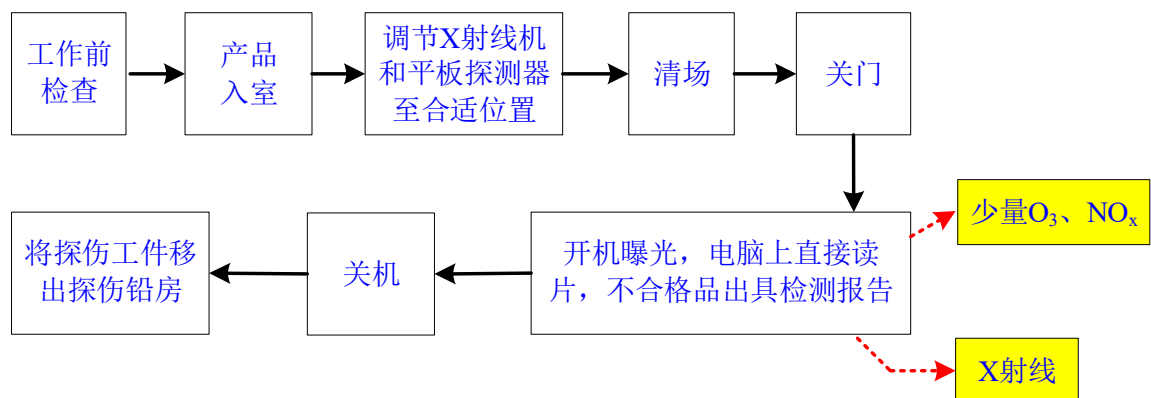 工作前
检查
产品
入室
调节X射线机
和平板探测器
至合适位置
清场
关门
少量O₃、NOₓ
将探伤工件移
出探伤铅房
关机
开机曝光，电脑上直接读
片，不合格品出具检测报告
X射线